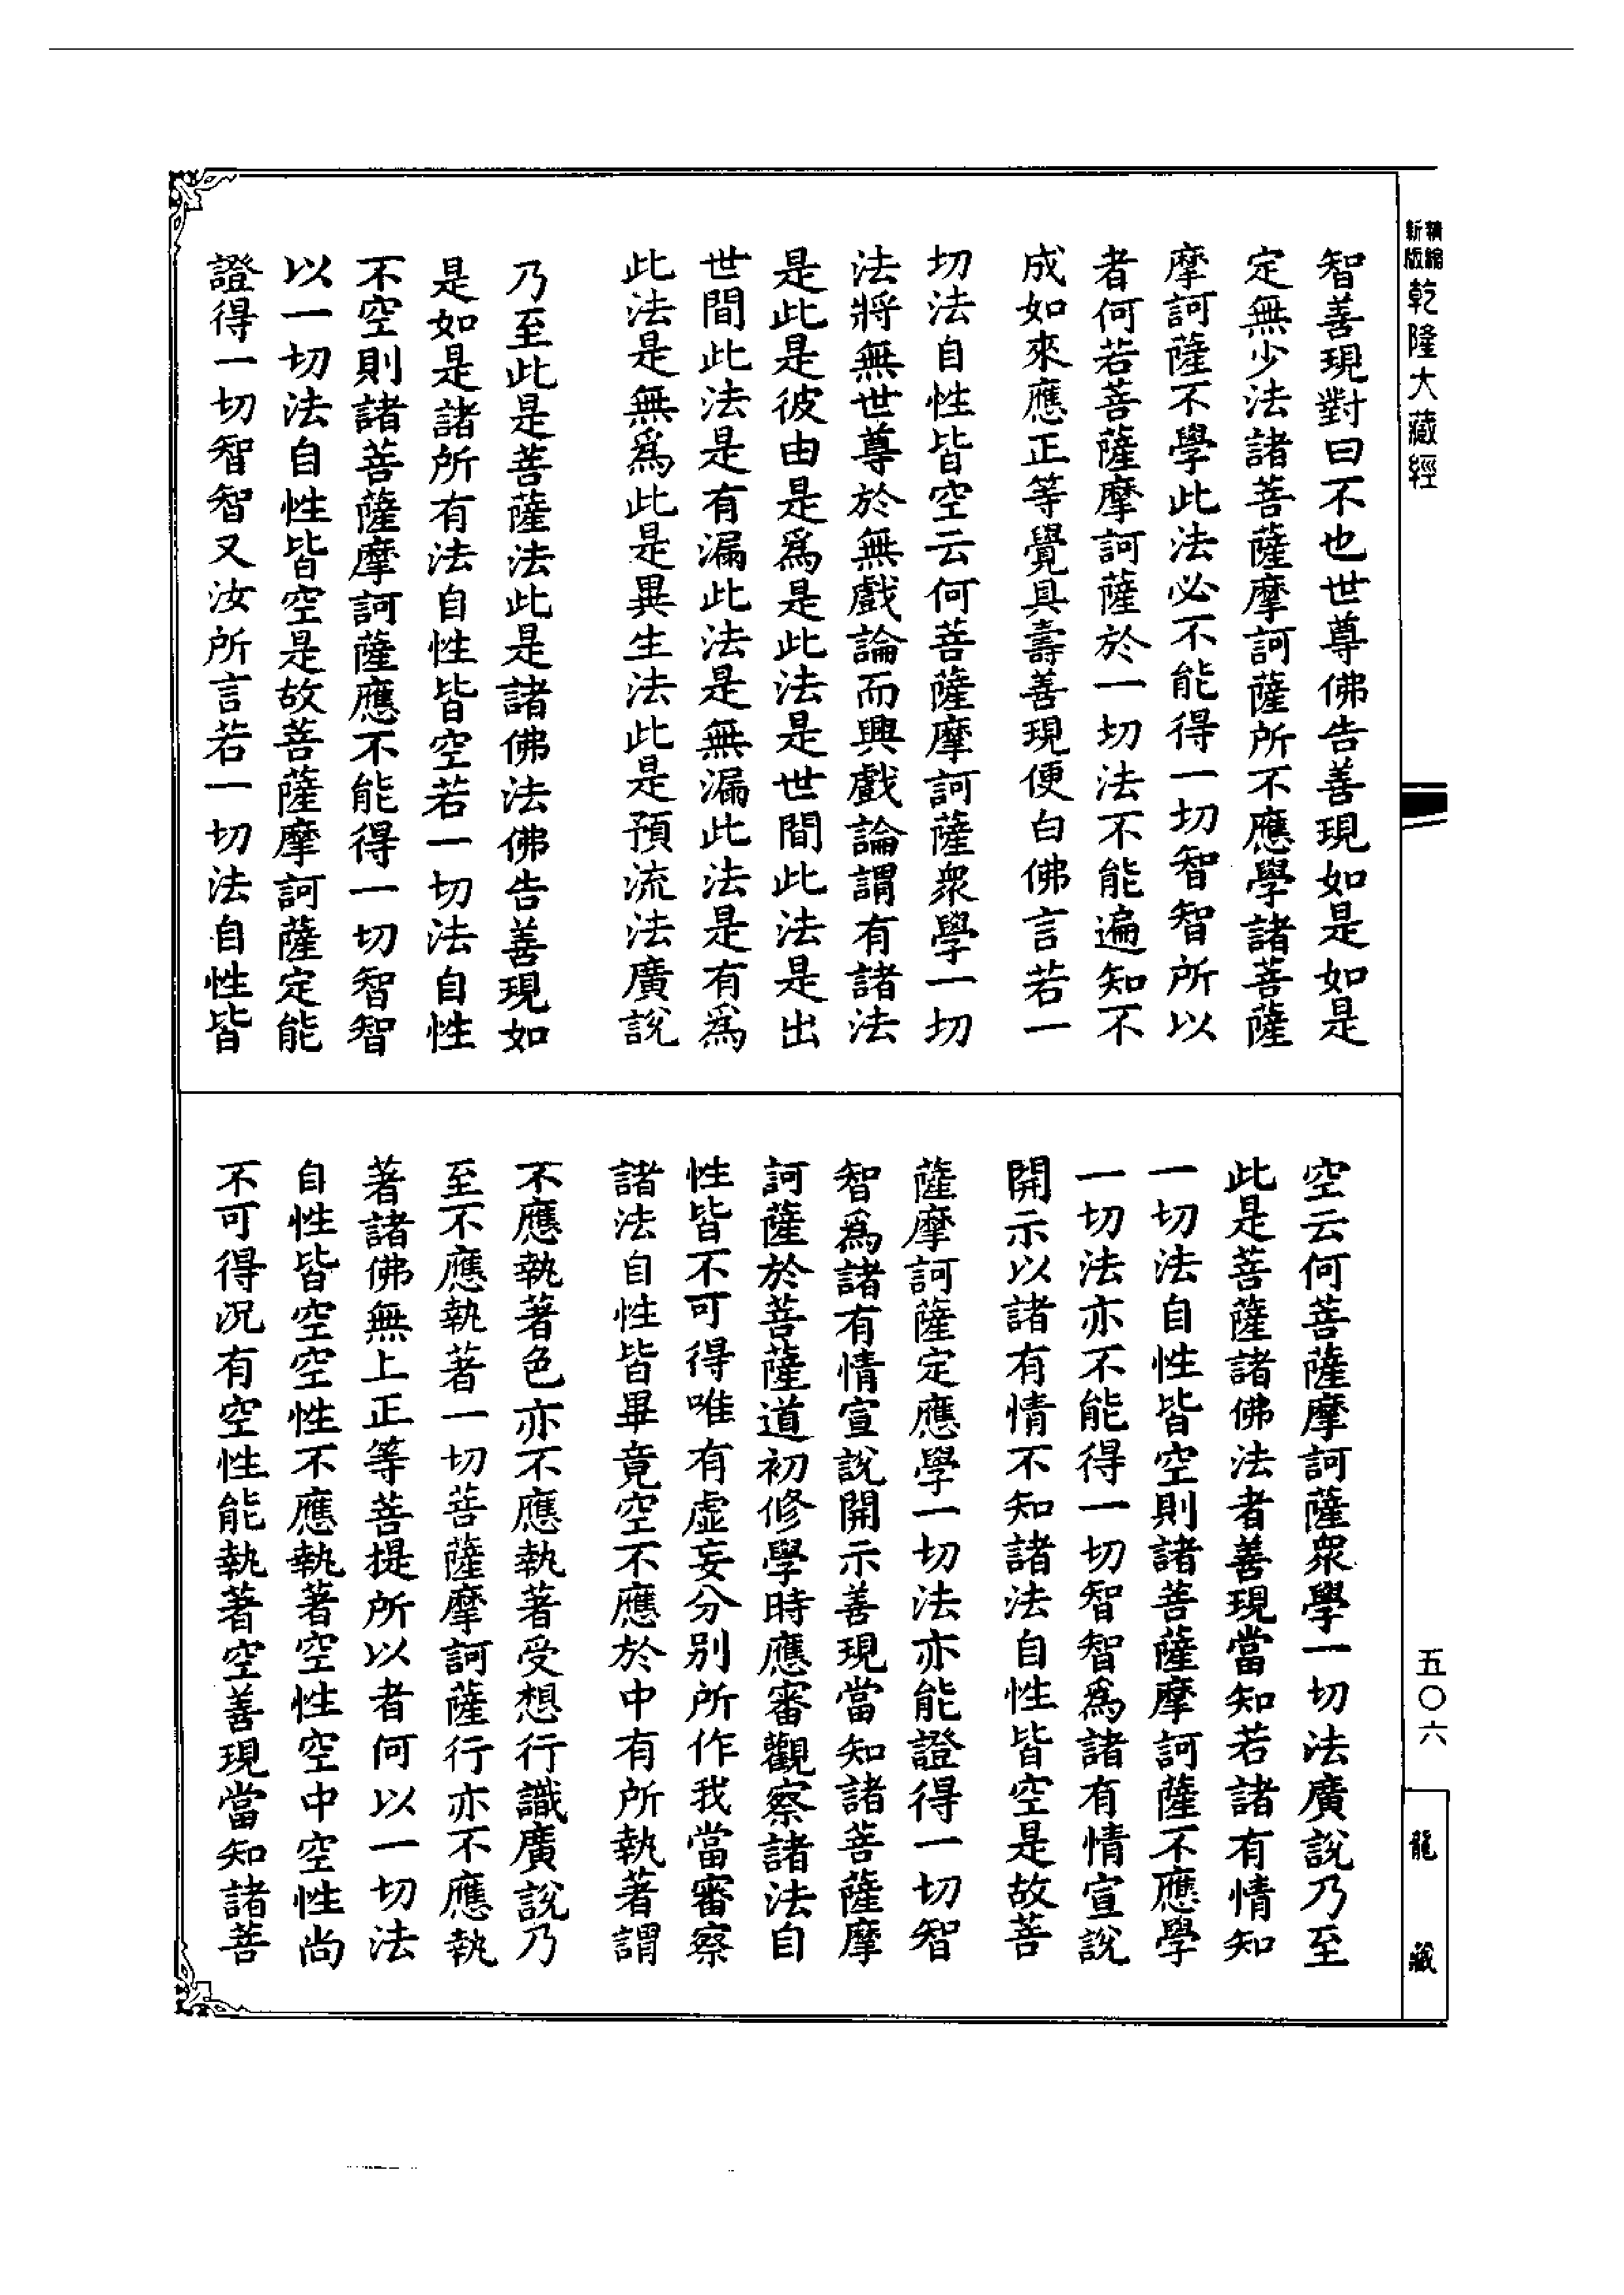 新版精縮乾隆大藏經
智善現對曰不也世尊佛告善現如是如是
定無少法諸菩薩摩訶薩所不應學諸菩薩
摩訶薩不學此法必不能得一切智智所以
者何若菩薩摩訶薩於一切法不能遍知不
成如來應正等覺具壽善現便白佛言若一
切法自性皆空云何菩薩摩訶薩衆學一切
法將無世尊於無戲論而興戲論謂有諸法
是此是彼由是爲是此法是世間此法是出
世間此法是有漏此法是無漏此法是有爲
此法是無爲此是異生法此是預流法廣說
乃至此是菩薩法此是諸佛法佛告善現如
是如是諸所有法自性皆空若一切法自性
不空則諸菩薩摩訶薩應不能得一切智智
以一切法自性皆空是故菩薩摩訶薩定能
證得一切智智又汝所言若一切法自性皆
空云何菩薩摩訶薩衆學一切法廣說乃至
此是菩薩諸佛法者善現當知若諸有情知
一切法自性皆空則諸菩薩摩訶薩不應學
一切法亦不能得一切智智爲諸有情宣說
開示以諸有情不知諸法自性皆空是故菩
薩摩訶薩定應學一切法亦能證得一切智
智爲諸有情宣說開示善現當知諸菩薩摩
訶薩於菩薩道初修學時應審觀察諸法自
性皆不可得唯有虛妄分別所作我當審察
諸法自性皆畢竟空不應於中有所執著謂
不應執著色亦不應執著受想行識廣說乃
至不應執著一切菩薩摩訶薩行亦不應執
著諸佛無上正等菩提所以者何以一切法
自性皆空空性不應執著空性空中空性尚
不可得況有空性能執著空善現當知諸菩
五〇六
龍藏